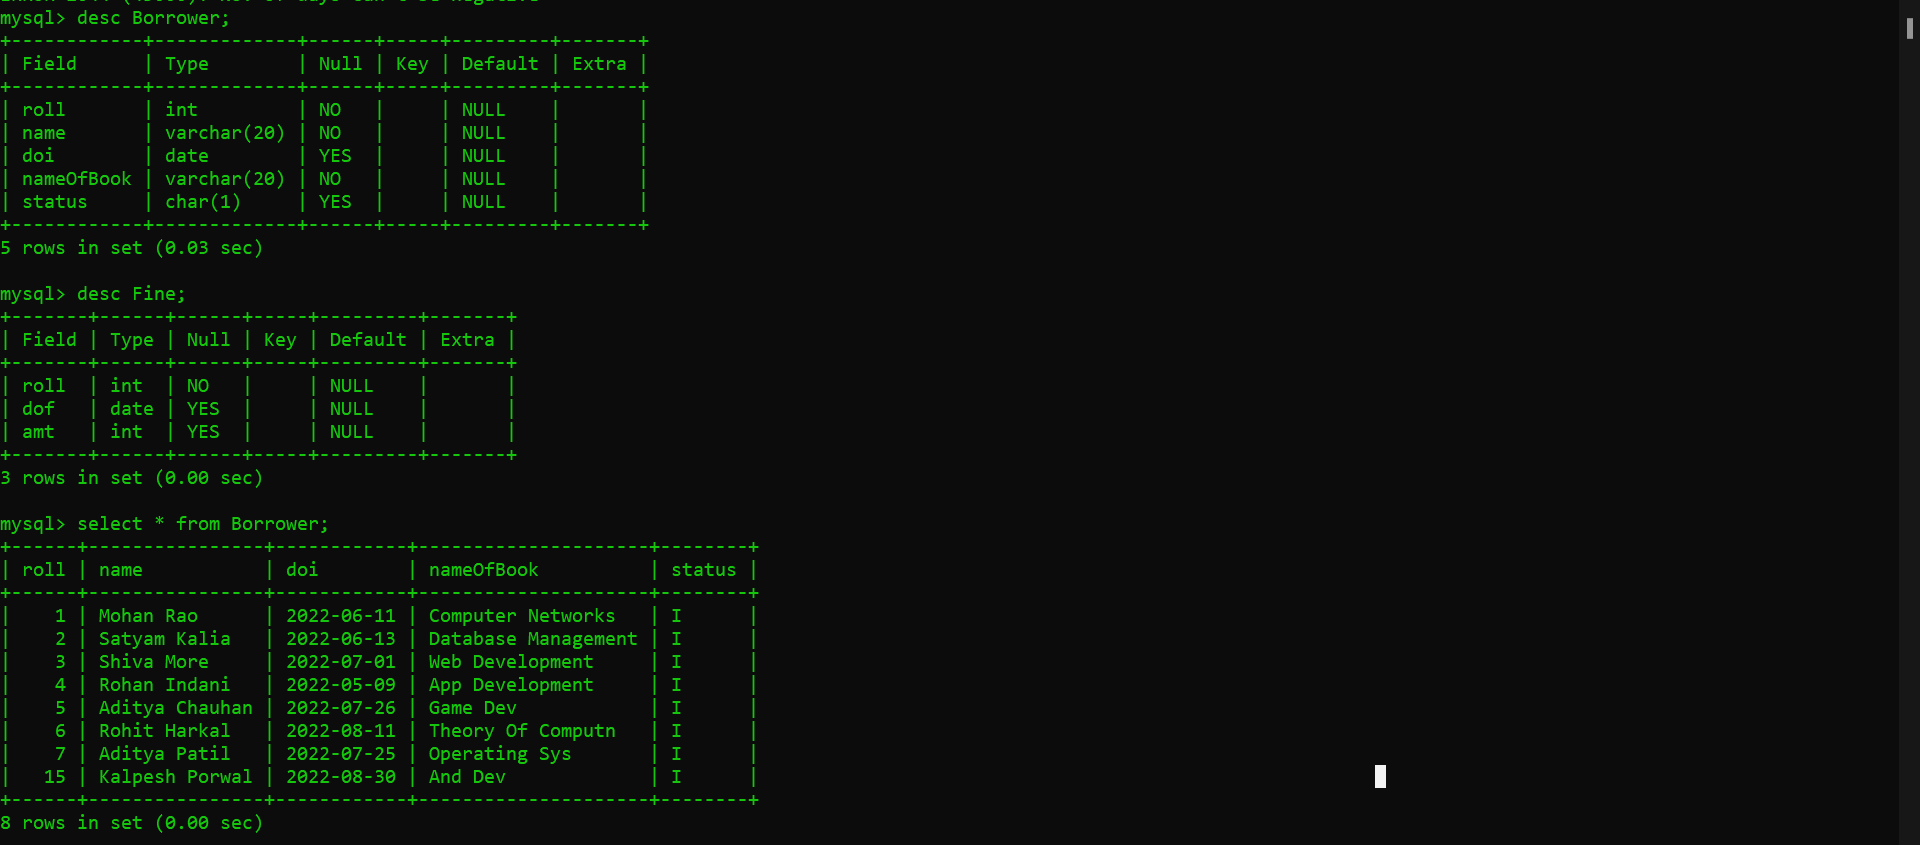 mysql> desc Borrower;
+------------+-------------+------+-----+---------+-------+
| Field      | Type        | Null | Key | Default | Extra |
+------------+-------------+------+-----+---------+-------+
| roll       | int         | NO   |     | NULL    |       |
| name       | varchar(20) | NO   |     | NULL    |       |
| doi        | date        | YES  |     | NULL    |       |
| nameOfBook | varchar(20) | NO   |     | NULL    |       |
| status     | char(1)     | YES  |     | NULL    |       |
+------------+-------------+------+-----+---------+-------+
5 rows in set (0.03 sec)

mysql> desc Fine;
+-------+------+------+-----+---------+-------+
| Field | Type | Null | Key | Default | Extra |
+-------+------+------+-----+---------+-------+
| roll  | int  | NO   |     | NULL    |       |
| dof   | date | YES  |     | NULL    |       |
| amt   | int  | YES  |     | NULL    |       |
+-------+------+------+-----+---------+-------+
3 rows in set (0.00 sec)

mysql> select * from Borrower;
+------+----------------+------------+---------------------+--------+
| roll | name           | doi        | nameOfBook          | status |
+------+----------------+------------+---------------------+--------+
|    1 | Mohan Rao      | 2022-06-11 | Computer Networks   | I      |
|    2 | Satyam Kalia   | 2022-06-13 | Database Management | I      |
|    3 | Shiva More     | 2022-07-01 | Web Development     | I      |
|    4 | Rohan Indani   | 2022-05-09 | App Development     | I      |
|    5 | Aditya Chauhan | 2022-07-26 | Game Dev            | I      |
|    6 | Rohit Harkal   | 2022-08-11 | Theory Of Computn   | I      |
|    7 | Aditya Patil   | 2022-07-25 | Operating Sys       | I      |
|   15 | Kalpesh Porwal | 2022-08-30 | And Dev             | I      |
+------+----------------+------------+---------------------+--------+
8 rows in set (0.00 sec)